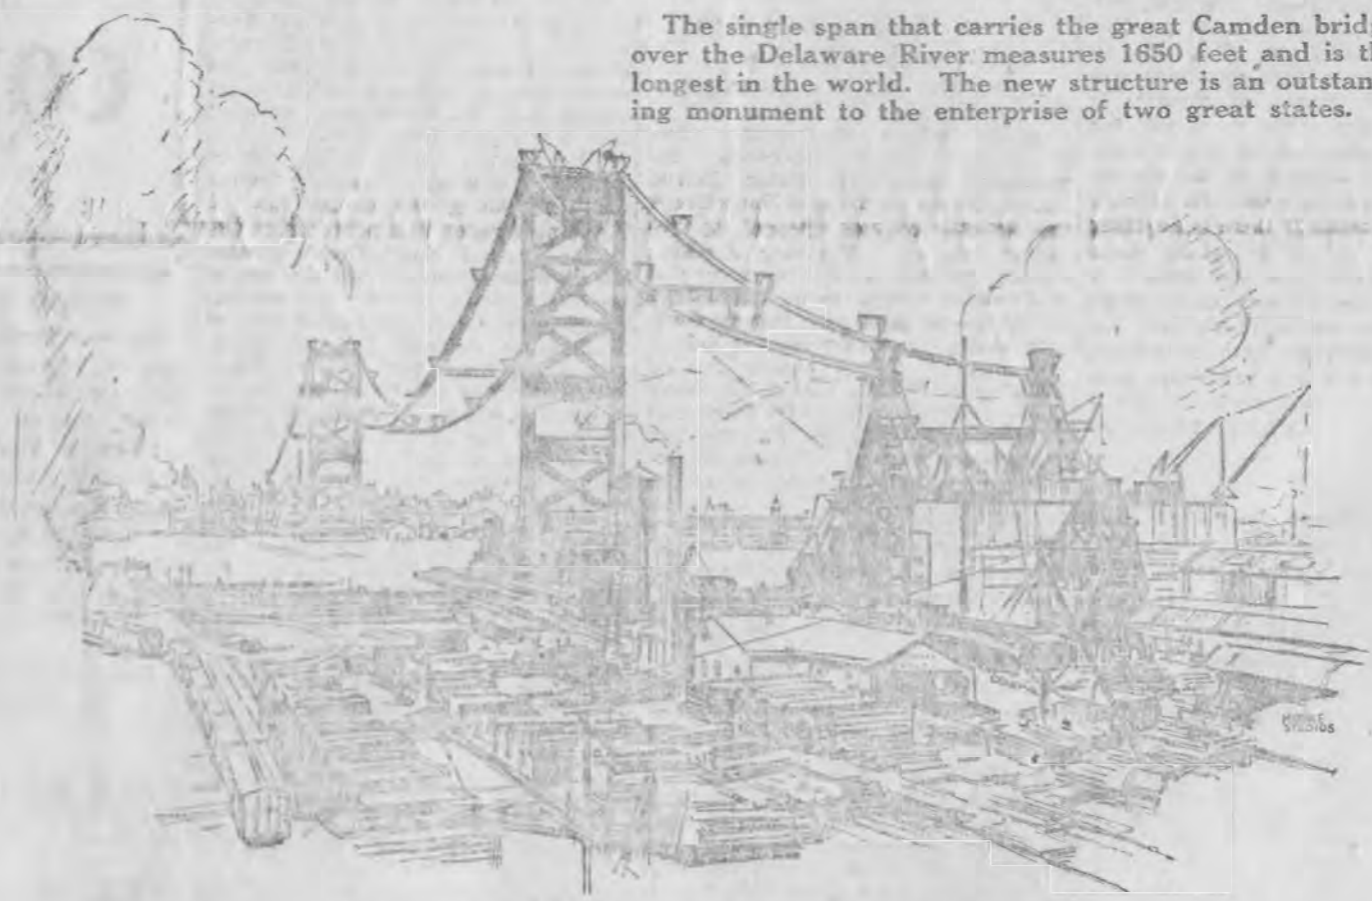 The single span that carries the great Camden brid
over the Delaware River measures 1650 feet and is t
longest in the world. The new structure is an outstan
ing monument to the enterprise of two great states.
STUDIOS